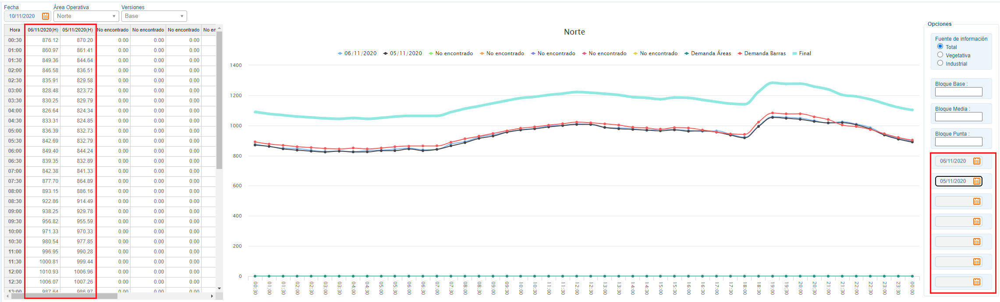 Fecha Área Operativa Versiones
10/11/2020 Norte Base
Hora 06/11/2020(H) 05/11/2020(H) No encontrado No encontrado No encontrado No en
00:30 876.12 870.20 0.00 0.00 0.00
01:00 860.97 861.41 0.00 0.00 0.00
01:30 849.36 844.64 0.00 0.00 0.00
02:00 846.58 836.51 0.00 0.00 0.00
02:30 835.91 829.58 0.00 0.00 0.00
03:00 828.48 823.72 0.00 0.00 0.00
03:30 830.25 829.79 0.00 0.00 0.00
04:00 826.64 824.34 0.00 0.00 0.00
04:30 833.31 824.85 0.00 0.00 0.00
05:00 836.39 832.73 0.00 0.00 0.00
05:30 842.69 832.79 0.00 0.00 0.00
06:00 849.40 844.24 0.00 0.00 0.00
06:30 839.35 832.89 0.00 0.00 0.00
07:00 842.38 841.33 0.00 0.00 0.00
07:30 877.70 864.89 0.00 0.00 0.00
08:00 893.15 886.16 0.00 0.00 0.00
08:30 922.86 914.49 0.00 0.00 0.00
09:00 938.25 929.78 0.00 0.00 0.00
09:30 956.82 955.59 0.00 0.00 0.00
10:00 971.33 970.33 0.00 0.00 0.00
10:30 980.54 977.85 0.00 0.00 0.00
11:00 996.95 990.28 0.00 0.00 0.00
11:30 1000.81 999.44 0.00 0.00 0.00
12:00 1010.93 1006.96 0.00 0.00 0.00
12:30 1006.07 1007.26 0.00 0.00 0.00
13:00 987.64 986.97 0.00 0.00 0.00
Norte
06/11/2020 05/11/2020 No encontrado No encontrado No encontrado No encontrado No encontrado Demanda Áreas Demanda Barras Final
1400
1200
1000
800
600
400
200
0
00:30 01:00 01:30 02:00 02:30 03:00 03:30 04:00 04:30 05:00 05:30 06:00 06:30 07:00 07:30 08:00 08:30 09:00 09:30 10:00 10:30 11:00 11:30 12:00 12:30 13:00 13:30 14:00 14:30 15:00 15:30 16:00 16:30 17:00 17:30 18:00 18:30 19:00 19:30 20:00 20:30 21:00 21:30 22:00 22:30 23:00 23:30 00:00
Opciones
Fuente de información
Total
Vegetativa
Industrial
Bloque Base :
Bloque Media :
Bloque Punta :
06/11/2020
05/11/2020